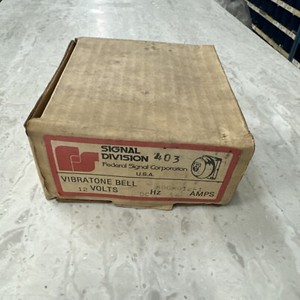 SIGNAL
DIVISION 403
Federal Signal Corporation
U.S.A.
VIBRATONE BELL
12 VOLTS Hz AMPS